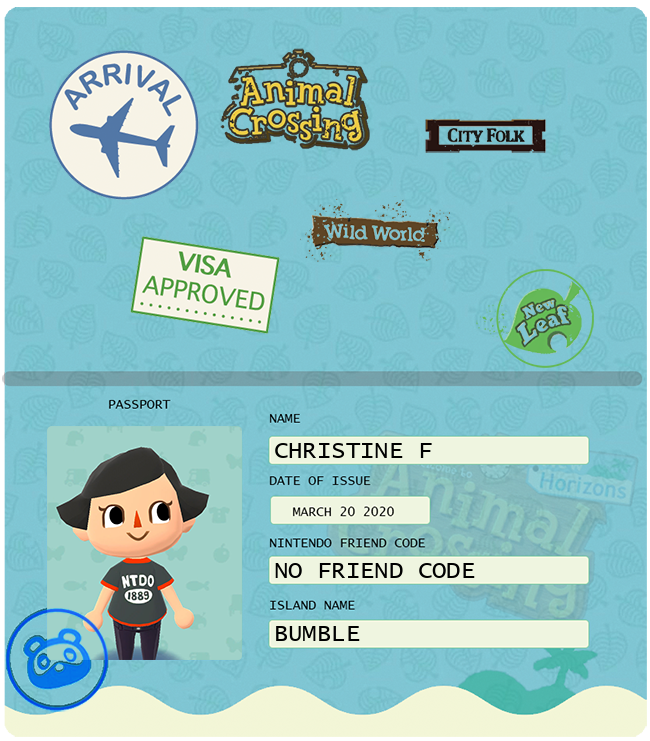 ARRIVAL
Animal
Crossing
CITY FOLK
Wild World
VISA
APPROVED
New
Leaf
PASSPORT
NAME
CHRISTINE F
DATE OF ISSUE
MARCH 20 2020
NINTENDO FRIEND CODE
NO FRIEND CODE
ISLAND NAME
BUMBLE
NTDO
1889
Animal
Crossing
Horizons